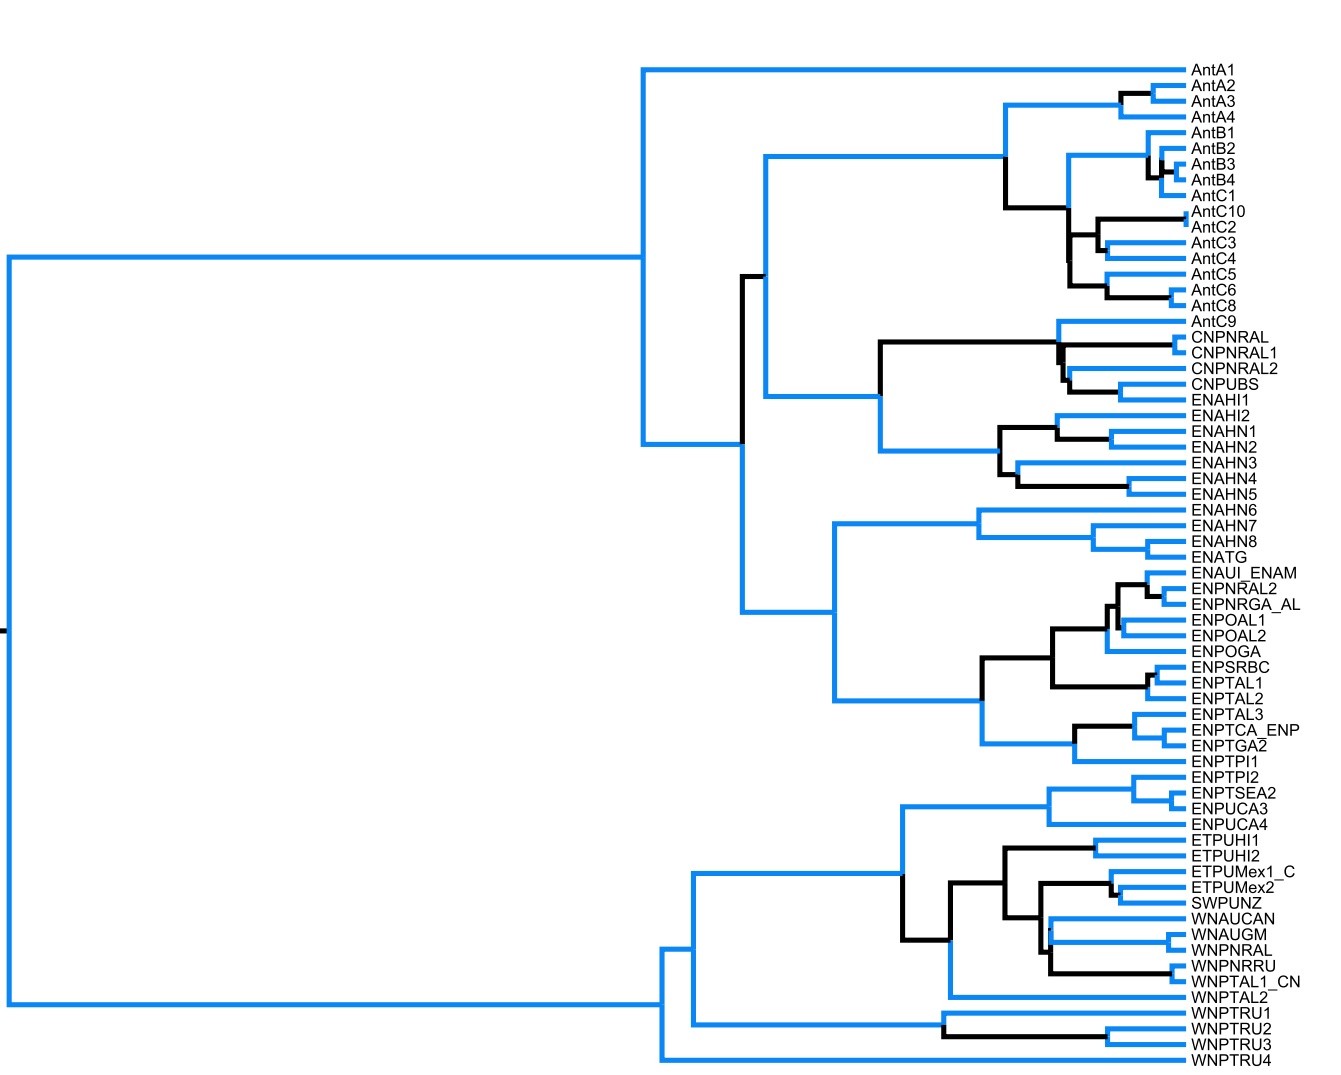 AntA1
AntA2
AntA3
AntA4
AntB1
AntB2
AntB3
AntB4
AntC1
AntC10
AntC2
AntC3
AntC4
AntC5
AntC6
AntC8
AntC9
CNPNRAL
CNPNRAL1
CNPNRAL2
CNPUBS
ENAHI1
ENAHI2
ENAHN1
ENAHN2
ENAHN3
ENAHN4
ENAHN5
ENAHN6
ENAHN7
ENAHN8
ENATG
ENAUI_ENAM
ENPNRAL2
ENPNRGA_AL
ENPOAL1
ENPOAL2
ENPOGA
ENPSRBC
ENPTAL1
ENPTAL2
ENPTAL3
ENPTCA_ENP
ENPTGA2
ENPTPI1
ENPTPI2
ENPTSEA2
ENPUCA3
ENPUCA4
ETPUHI1
ETPUHI2
ETPUMex1_C
ETPUMex2
SWPUNZ
WNAUCAN
WNAUGM
WNPNRAL
WNPNRRU
WNPTAL1_CN
WNPTAL2
WNPTRU1
WNPTRU2
WNPTRU3
WNPTRU4